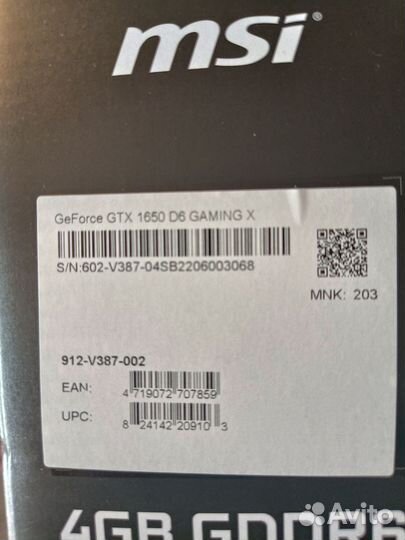 msi
GeForce GTX 1650 D6 GAMING X
S/N:602-V387-04SB2206003068
MNK: 203
912-V387-002
EAN: 4 719072 707859
UPC: 8 24142 20910 3
4GB GDDR6
Avito